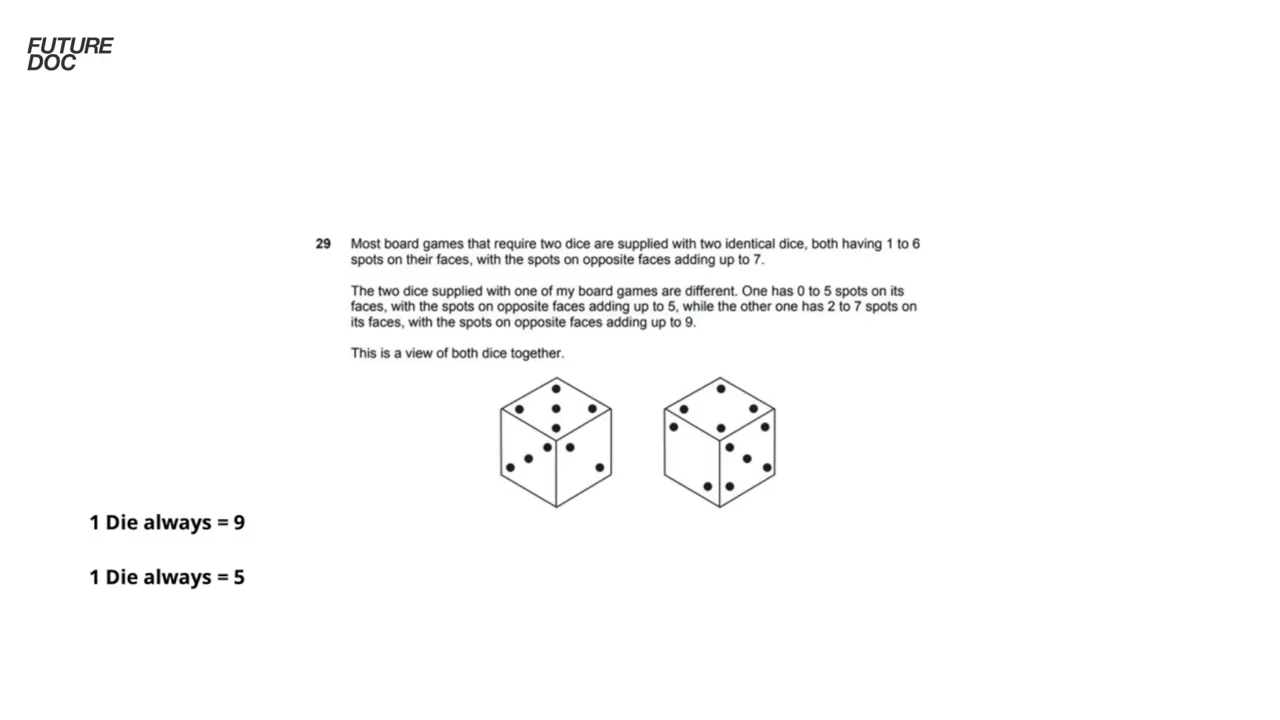 FUTURE
DOC
29 Most board games that require two dice are supplied with two identical dice, both having 1 to 6
spots on their faces, with the spots on opposite faces adding up to 7.
The two dice supplied with one of my board games are different. One has 0 to 5 spots on its
faces, with the spots on opposite faces adding up to 5, while the other one has 2 to 7 spots on
its faces, with the spots on opposite faces adding up to 9.
This is a view of both dice together.
1 Die always = 9
1 Die always = 5